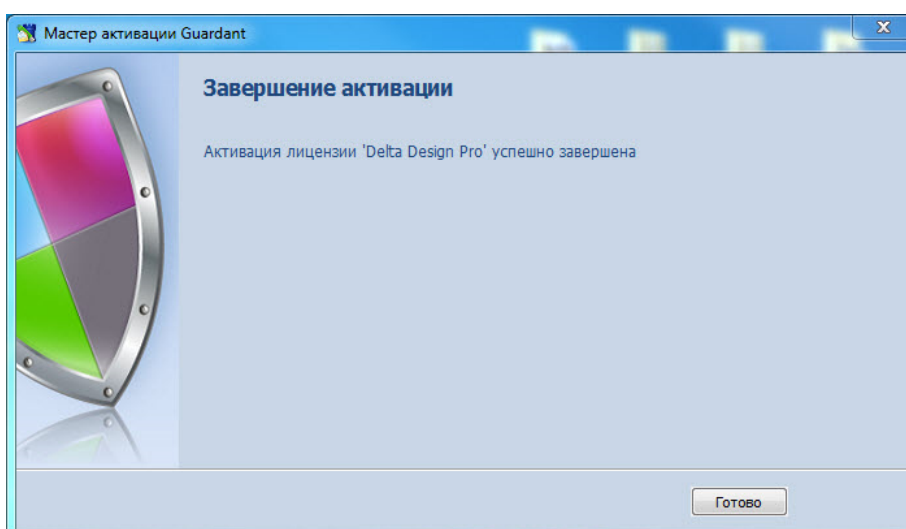 Мастер активации Guardant
Завершение активации
Активация лицензии 'Delta Design Pro' успешно завершена
Готово